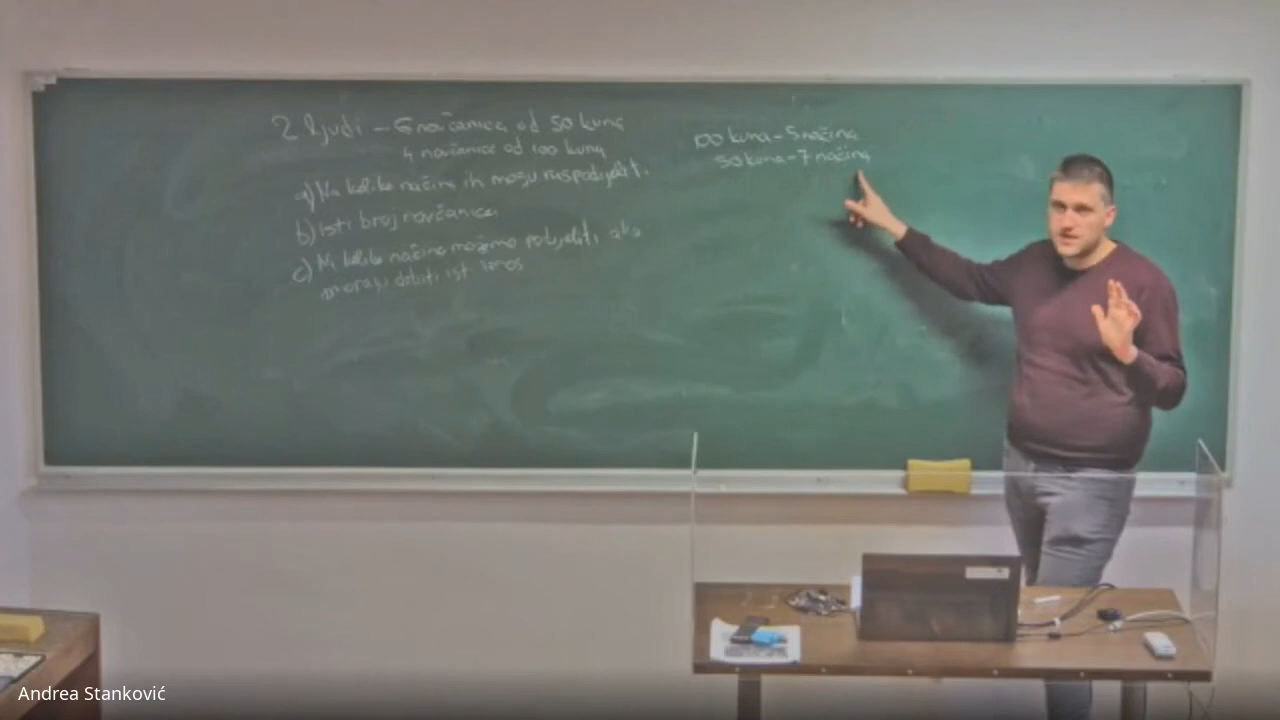 2 ljudi - 6 novčanica od 50 kuna
4 novčanice od 100 kuna
a) Na koliko načina ih mogu raspodijeliti.
b) isti broj novčanica
c) Na koliko načina možemo podijeliti ako
moraju dobiti isti iznos
100 kuna - 5 načina
50 kuna - 7 načina
Andrea Stanković